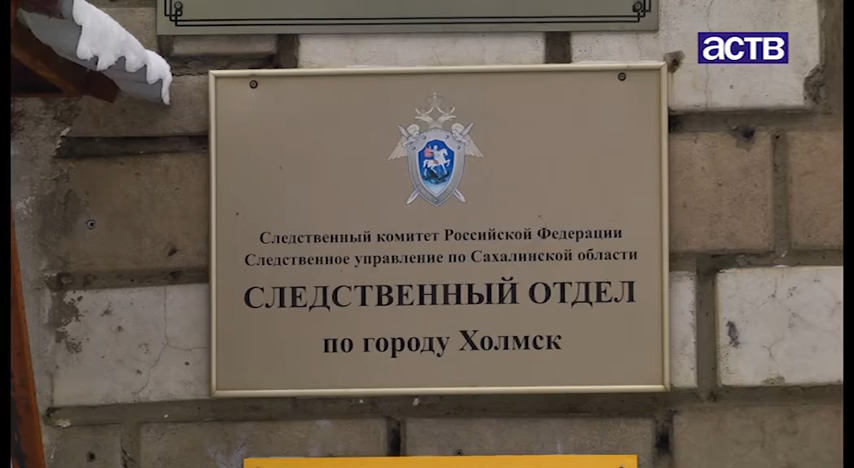 аств
Следственный комитет Российской Федерации
Следственное управление по Сахалинской области
СЛЕДСТВЕННЫЙ ОТДЕЛ
по городу Холмск